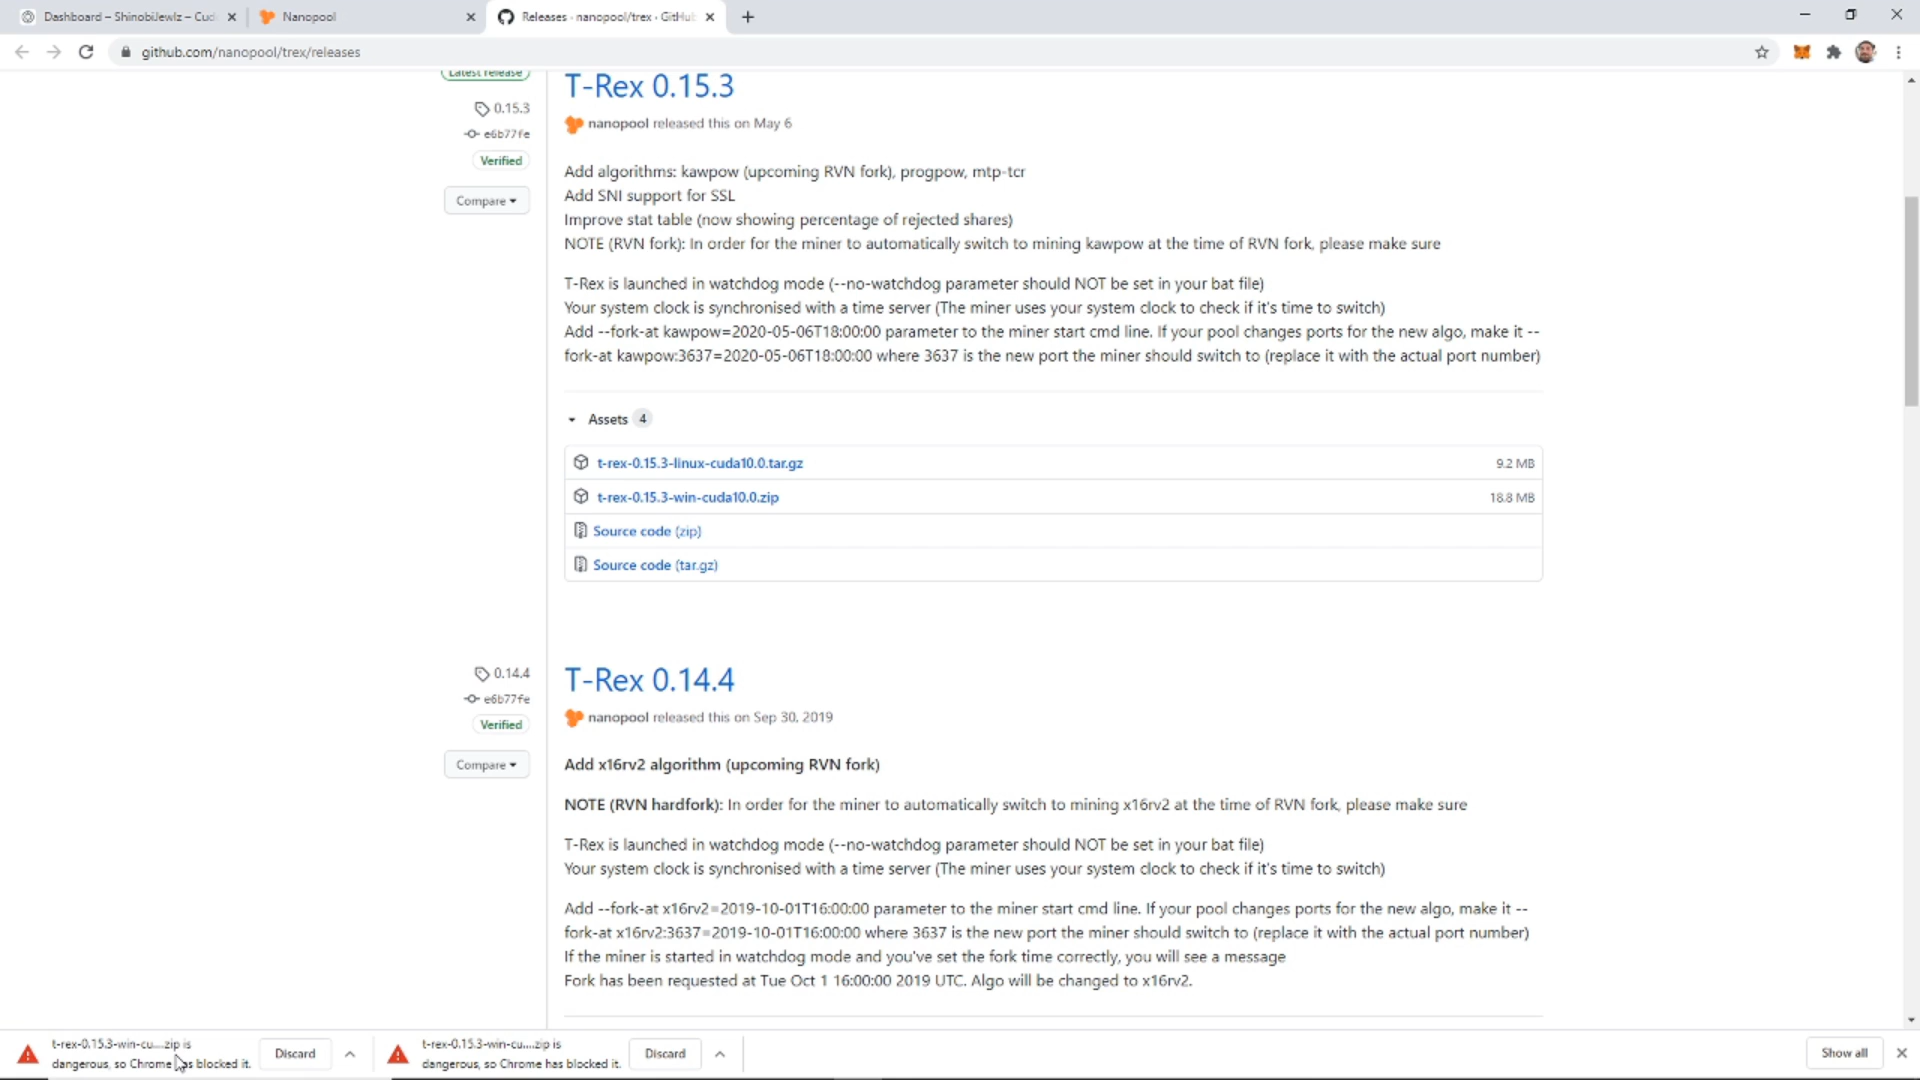 Dashboard – ShinobiJewlz – Cud
Nanopool
Releases · nanopool/trex · GitHub
github.com/nanopool/trex/releases
Latest release
T-Rex 0.15.3
0.15.3
nanopool released this on May 6
e6b77fe
Verified
Add algorithms: kawpow (upcoming RVN fork), progpow, mtp-tcr
Add SNI support for SSL
Compare
Improve stat table (now showing percentage of rejected shares)
NOTE (RVN fork): In order for the miner to automatically switch to mining kawpow at the time of RVN fork, please make sure
T-Rex is launched in watchdog mode (--no-watchdog parameter should NOT be set in your bat file)
Your system clock is synchronised with a time server (The miner uses your system clock to check if it's time to switch)
Add --fork-at kawpow=2020-05-06T18:00:00 parameter to the miner start cmd line. If your pool changes ports for the new algo, make it --
fork-at kawpow:3637=2020-05-06T18:00:00 where 3637 is the new port the miner should switch to (replace it with the actual port number)
Assets 4
t-rex-0.15.3-linux-cuda10.0.tar.gz 9.2 MB
t-rex-0.15.3-win-cuda10.0.zip 18.8 MB
Source code (zip)
Source code (tar.gz)
0.14.4
T-Rex 0.14.4
e6b77fe
nanopool released this on Sep 30, 2019
Verified
Compare
Add x16rv2 algorithm (upcoming RVN fork)
NOTE (RVN hardfork): In order for the miner to automatically switch to mining x16rv2 at the time of RVN fork, please make sure
T-Rex is launched in watchdog mode (--no-watchdog parameter should NOT be set in your bat file)
Your system clock is synchronised with a time server (The miner uses your system clock to check if it's time to switch)
Add --fork-at x16rv2=2019-10-01T16:00:00 parameter to the miner start cmd line. If your pool changes ports for the new algo, make it --
fork-at x16rv2:3637=2019-10-01T16:00:00 where 3637 is the new port the miner should switch to (replace it with the actual port number)
If the miner is started in watchdog mode and you've set the fork time correctly, you will see a message
Fork has been requested at Tue Oct 1 16:00:00 2019 UTC. Algo will be changed to x16rv2.
t-rex-0.15.3-win-cu....zip is
dangerous, so Chrome has blocked it.
Discard
t-rex-0.15.3-win-cu....zip is
dangerous, so Chrome has blocked it.
Discard
Show all